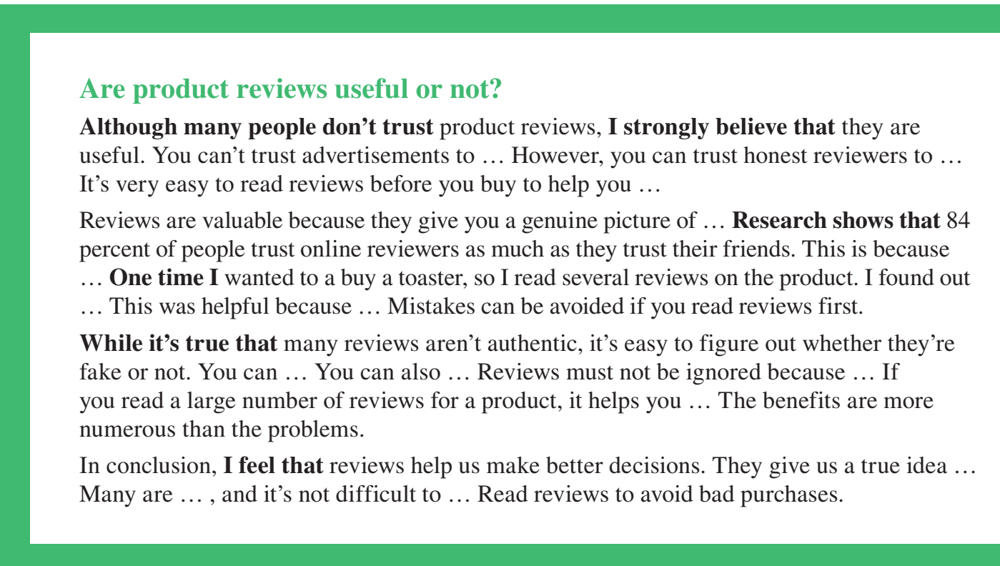 Are product reviews useful or not?
Although many people don’t trust product reviews, I strongly believe that they are
useful. You can’t trust advertisements to … However, you can trust honest reviewers to …
It’s very easy to read reviews before you buy to help you …
Reviews are valuable because they give you a genuine picture of … Research shows that 84
percent of people trust online reviewers as much as they trust their friends. This is because
… One time I wanted to a buy a toaster, so I read several reviews on the product. I found out
… This was helpful because … Mistakes can be avoided if you read reviews first.
While it’s true that many reviews aren’t authentic, it’s easy to figure out whether they’re
fake or not. You can … You can also … Reviews must not be ignored because … If
you read a large number of reviews for a product, it helps you … The benefits are more
numerous than the problems.
In conclusion, I feel that reviews help us make better decisions. They give us a true idea …
Many are … , and it’s not difficult to … Read reviews to avoid bad purchases.